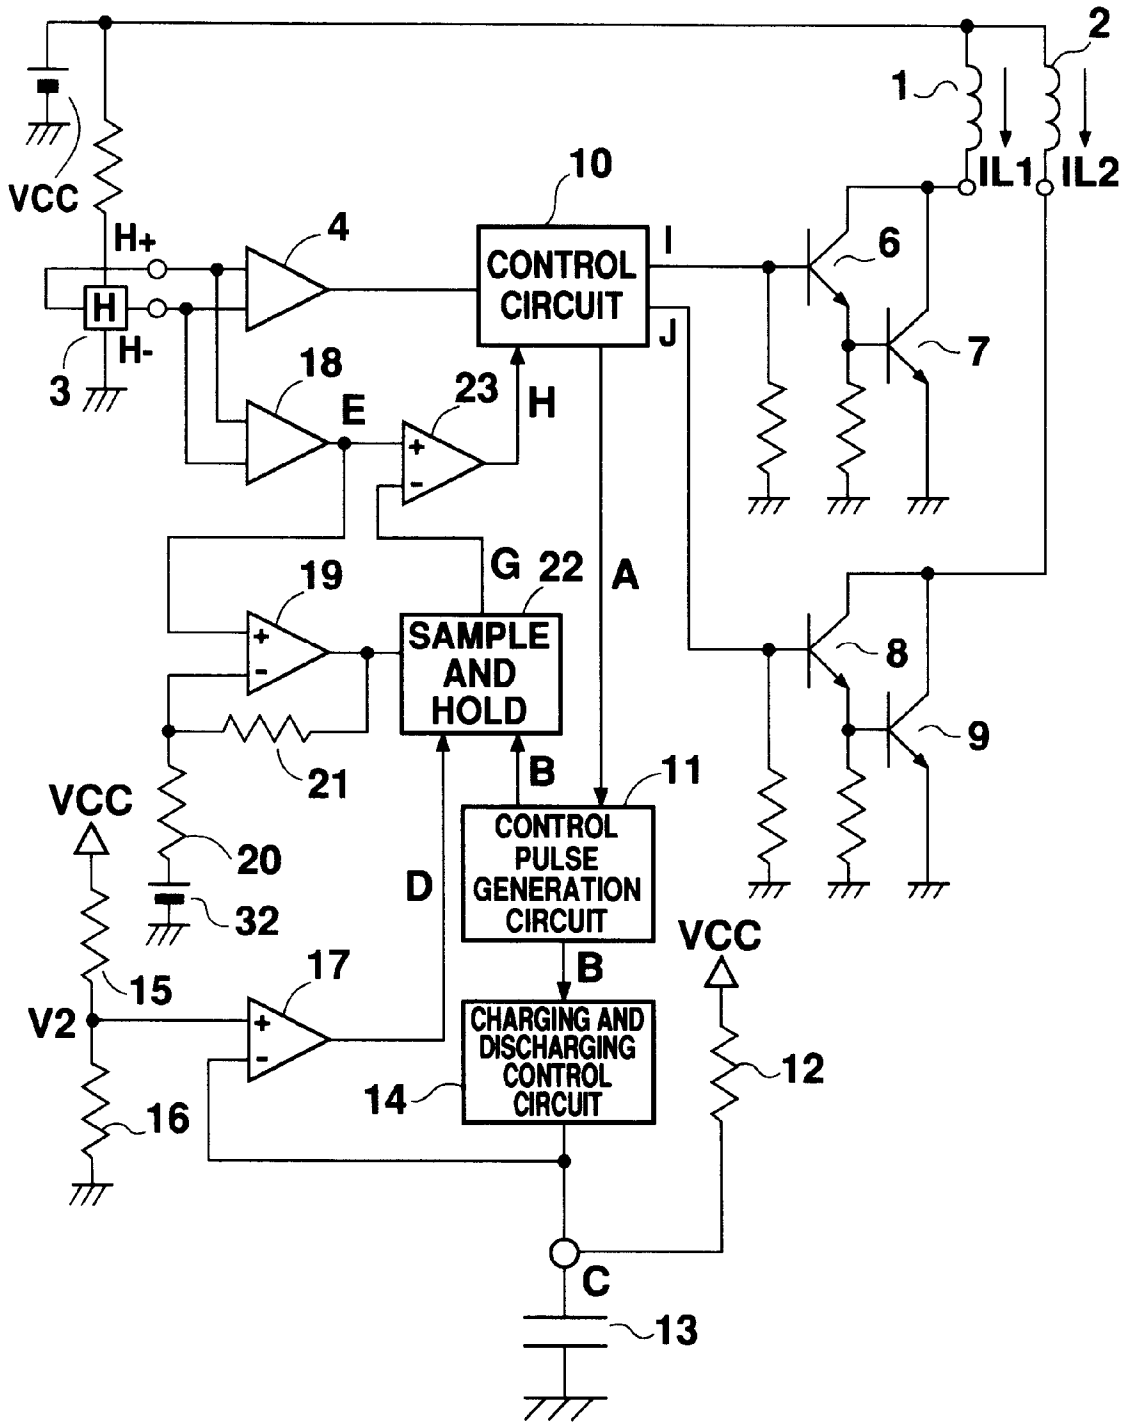 2
1
VCC
IL1
IL2
10
H+
4
I
6
CONTROL
CIRCUIT
H
J
H-
3
7
18
E
23
H
+
-
G
22
A
19
+
-
SAMPLE
AND
HOLD
8
9
21
B
11
VCC
CONTROL
PULSE
GENERATION
CIRCUIT
20
D
32
VCC
17
B
15
V2
+
-
CHARGING AND
DISCHARGING
CONTROL
CIRCUIT
12
14
16
C
13